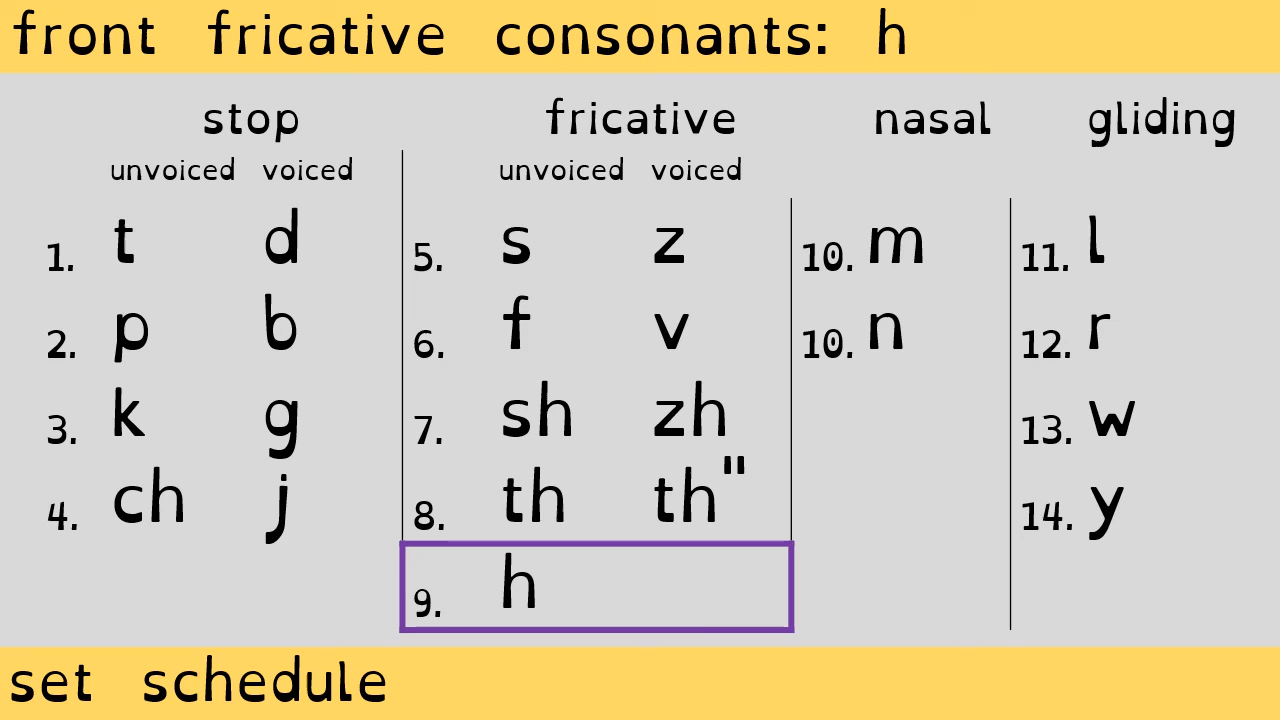 front fricative consonants: h
stop fricative nasal gliding
unvoiced voiced unvoiced voiced
1. t d 5. s z 10. m 11. l
2. p b 6. f v 10. n 12. r
3. k g 7. sh zh 13. w
4. ch j 8. th th" 14. y
9. h
set schedule